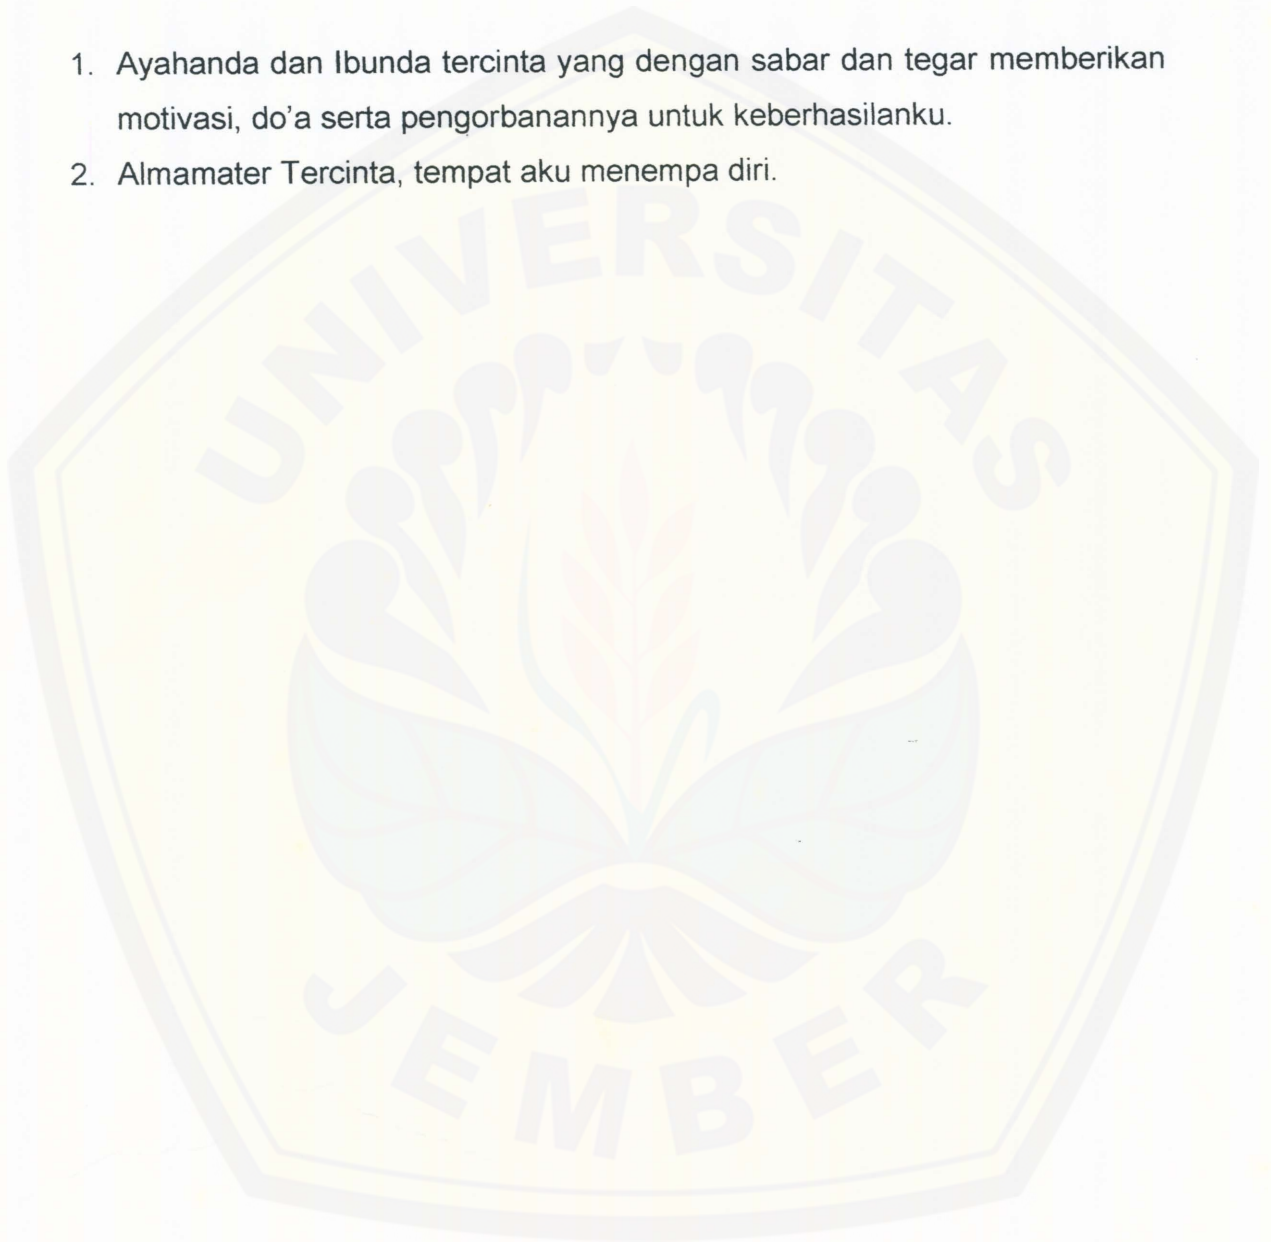 1. Ayahanda dan Ibunda tercinta yang dengan sabar dan tegar memberikan
motivasi, do'a serta pengorbanannya untuk keberhasilanku.
2. Almamater Tercinta, tempat aku menempa diri.
UNIVERSITAS
JEMBER